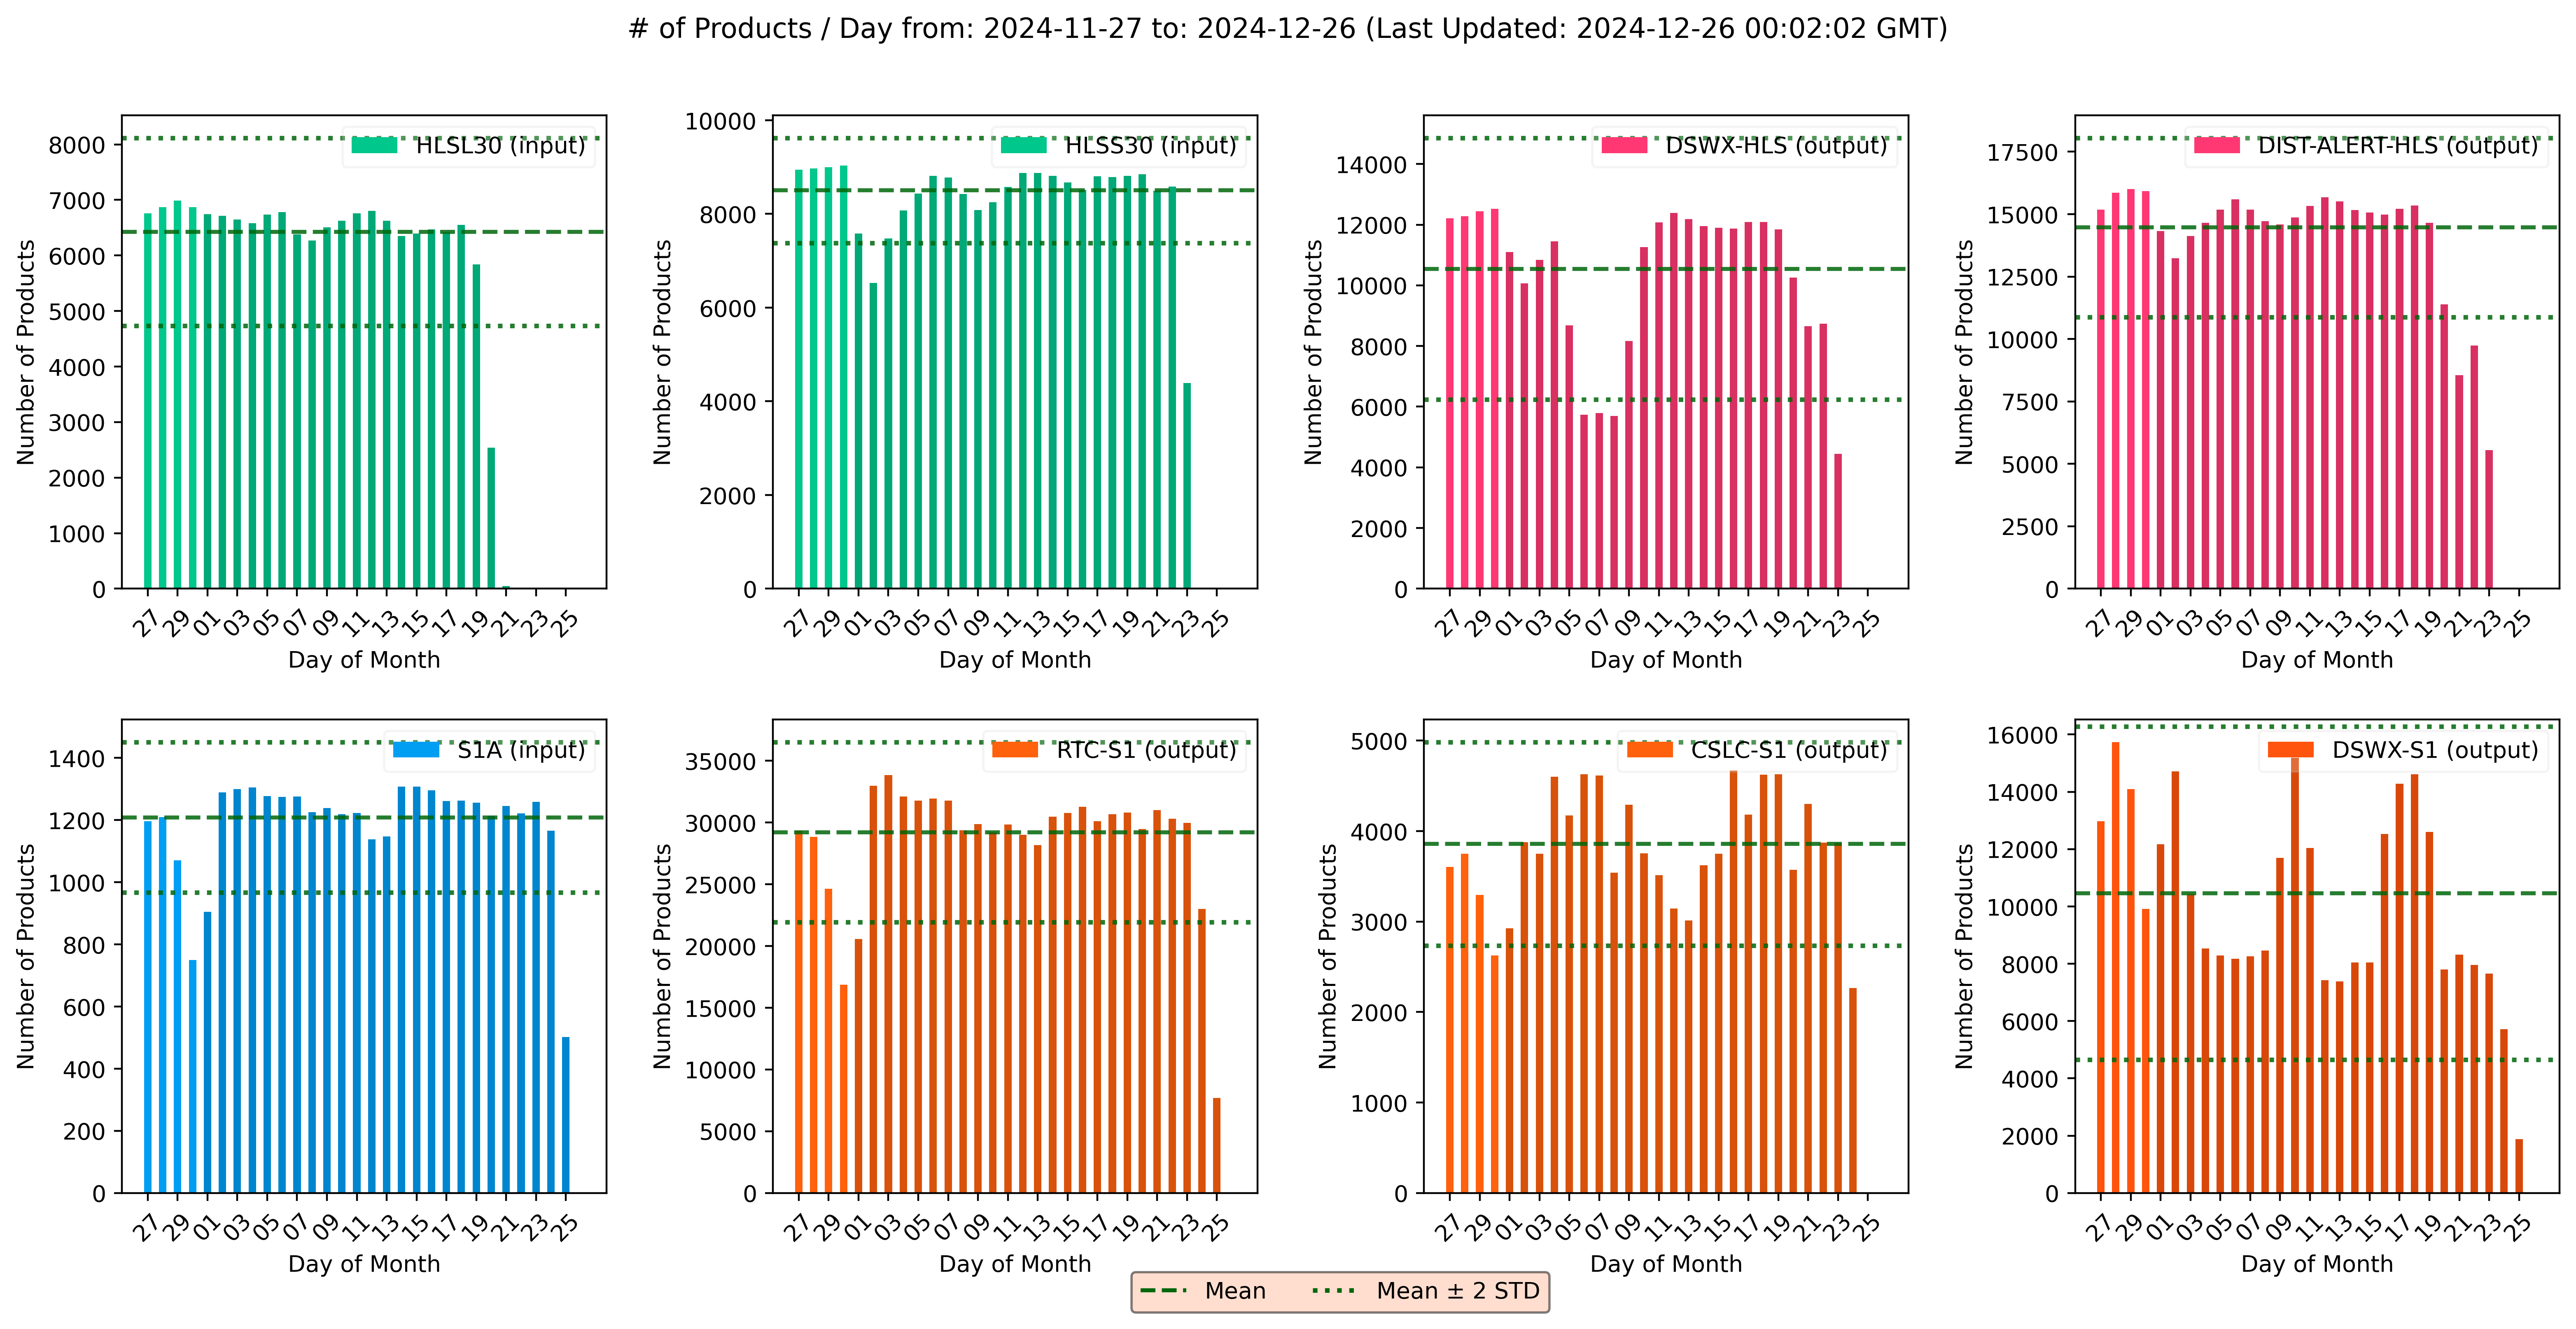 # of Products / Day from: 2024-11-27 to: 2024-12-26 (Last Updated: 2024-12-26 00:02:02 GMT)
HLSL30 (input)
Number of Products
8000
7000
6000
5000
4000
3000
2000
1000
0
27 29 01 03 05 07 09 11 13 15 17 19 21 23 25
Day of Month
HLSS30 (input)
Number of Products
10000
8000
6000
4000
2000
0
27 29 01 03 05 07 09 11 13 15 17 19 21 23 25
Day of Month
DSWX-HLS (output)
Number of Products
14000
12000
10000
8000
6000
4000
2000
0
27 29 01 03 05 07 09 11 13 15 17 19 21 23 25
Day of Month
DIST-ALERT-HLS (output)
Number of Products
17500
15000
12500
10000
7500
5000
2500
0
27 29 01 03 05 07 09 11 13 15 17 19 21 23 25
Day of Month
S1A (input)
Number of Products
1400
1200
1000
800
600
400
200
0
27 29 01 03 05 07 09 11 13 15 17 19 21 23 25
Day of Month
RTC-S1 (output)
Number of Products
35000
30000
25000
20000
15000
10000
5000
0
27 29 01 03 05 07 09 11 13 15 17 19 21 23 25
Day of Month
CSLC-S1 (output)
Number of Products
5000
4000
3000
2000
1000
0
27 29 01 03 05 07 09 11 13 15 17 19 21 23 25
Day of Month
DSWX-S1 (output)
Number of Products
16000
14000
12000
10000
8000
6000
4000
2000
0
27 29 01 03 05 07 09 11 13 15 17 19 21 23 25
Day of Month
Mean Mean ± 2 STD